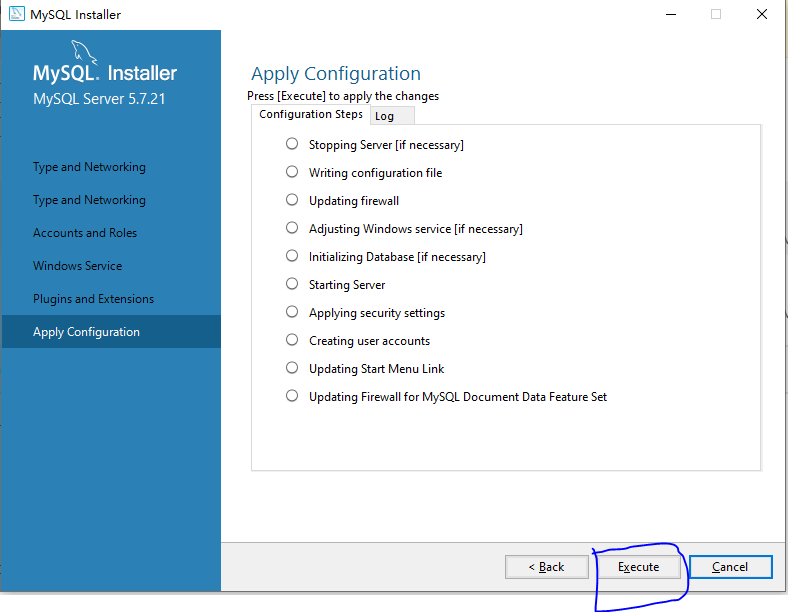 MySQL Installer
MySQL. Installer
MySQL Server 5.7.21
Type and Networking
Type and Networking
Accounts and Roles
Windows Service
Plugins and Extensions
Apply Configuration
Apply Configuration
Press [Execute] to apply the changes
Configuration Steps
Log
Stopping Server [if necessary]
Writing configuration file
Updating firewall
Adjusting Windows service [if necessary]
Initializing Database [if necessary]
Starting Server
Applying security settings
Creating user accounts
Updating Start Menu Link
Updating Firewall for MySQL Document Data Feature Set
< Back
Execute
Cancel